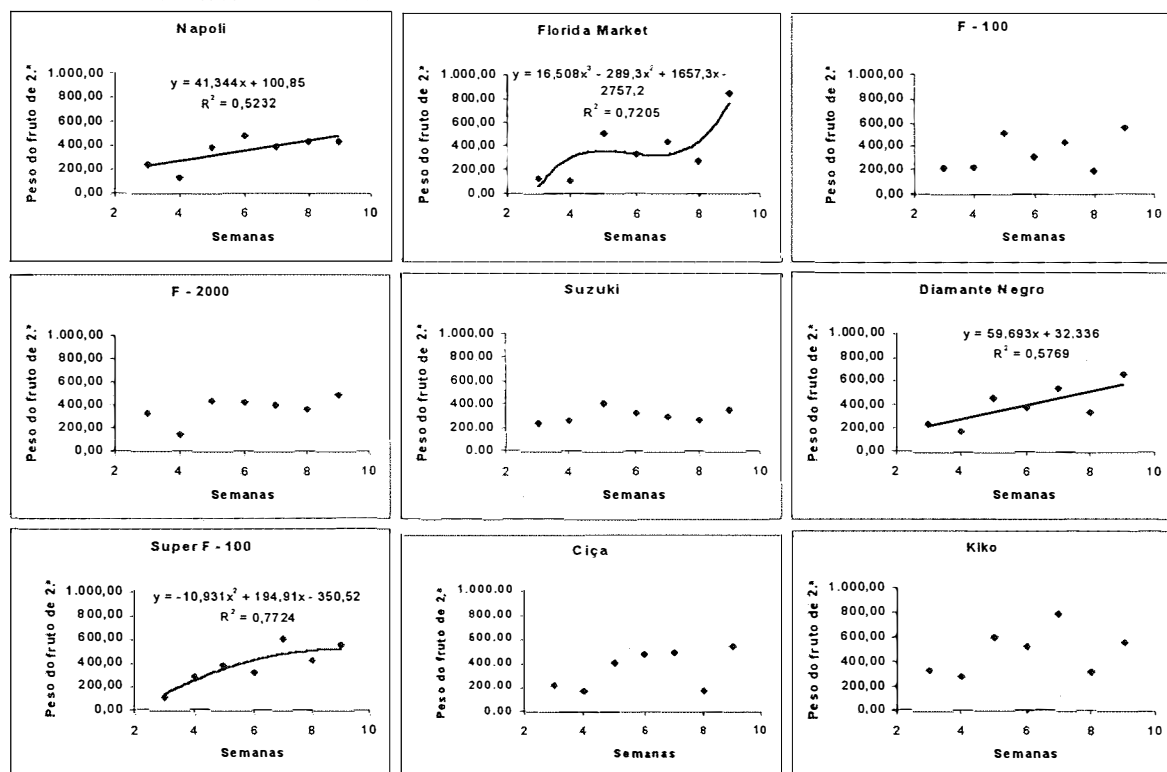 Napoli
Peso do fruto de 2.ª
1.000,00
800,00
600,00
400,00
200,00
0,00
y = 41,344x + 100,85
R² = 0,5232
2 4 6 8 10
Semanas
Florida Market
Peso do fruto de 2.ª
1.000,00
800,00
600,00
400,00
200,00
0,00
y = 16,508x³ - 289,3x² + 1657,3x -
2757,2
R² = 0,7205
2 4 6 8 10
Semanas
F - 100
Peso do fruto de 2.ª
1.000,00
800,00
600,00
400,00
200,00
0,00
2 4 6 8 10
Semanas
F - 2000
Peso do fruto de 2.ª
1.000,00
800,00
600,00
400,00
200,00
0,00
2 4 6 8 10
Semanas
Suzuki
Peso do fruto de 2.ª
1.000,00
800,00
600,00
400,00
200,00
0,00
2 4 6 8 10
Semanas
Diamante Negro
Peso do fruto de 2.ª
1.000,00
800,00
600,00
400,00
200,00
0,00
y = 59,693x + 32,336
R² = 0,5769
2 4 6 8 10
Semanas
Super F - 100
Peso do fruto de 2.ª
1.000,00
800,00
600,00
400,00
200,00
0,00
y = -10,931x² + 194,91x - 350,52
R² = 0,7724
2 4 6 8 10
Semanas
Ciça
Peso do fruto de 2.ª
1.000.00
800.00
600.00
400.00
200.00
0.00
2 4 6 8 10
Semanas
Kiko
Peso do fruto de 2.ª
1.000,00
800,00
600,00
400,00
200,00
0,00
2 4 6 8 10
Semanas